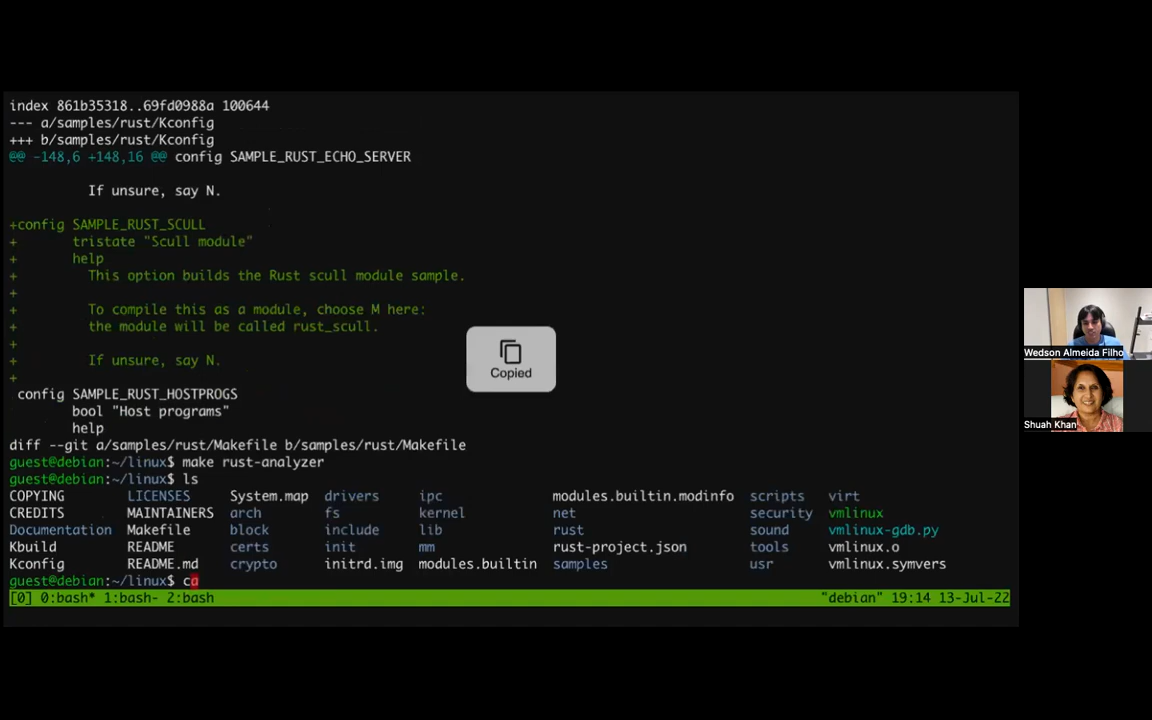 index 861b35318..69fd0988a 100644
--- a/samples/rust/Kconfig
+++ b/samples/rust/Kconfig
@@ -148,6 +148,16 @@ config SAMPLE_RUST_ECHO_SERVER
If unsure, say N.
+config SAMPLE_RUST_SCULL
+ tristate "Scull module"
+ help
+ This option builds the Rust scull module sample.
+
+ To compile this as a module, choose M here:
+ the module will be called rust_scull.
+
+ If unsure, say N.
+
config SAMPLE_RUST_HOSTPROGS
bool "Host programs"
help
diff --git a/samples/rust/Makefile b/samples/rust/Makefile
guest@debian:~/linux$ make rust-analyzer
guest@debian:~/linux$ ls
COPYING LICENSES System.map drivers ipc modules.builtin.modinfo scripts virt
CREDITS MAINTAINERS arch fs kernel net security vmlinux
Documentation Makefile block include lib rust sound vmlinux-gdb.py
Kbuild README certs init mm rust-project.json tools vmlinux.o
Kconfig README.md crypto initrd.img modules.builtin samples usr vmlinux.symvers
guest@debian:~/linux$ ca
[0] 0:bash* 1:bash- 2:bash "debian" 19:14 13-Jul-22
Copied
Wedson Almeida Filho
Shuah Khan